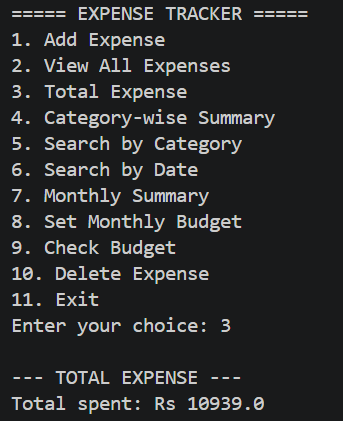 ===== EXPENSE TRACKER =====
1. Add Expense
2. View All Expenses
3. Total Expense
4. Category-wise Summary
5. Search by Category
6. Search by Date
7. Monthly Summary
8. Set Monthly Budget
9. Check Budget
10. Delete Expense
11. Exit
Enter your choice: 3
--- TOTAL EXPENSE ---
Total spent: Rs 10939.0